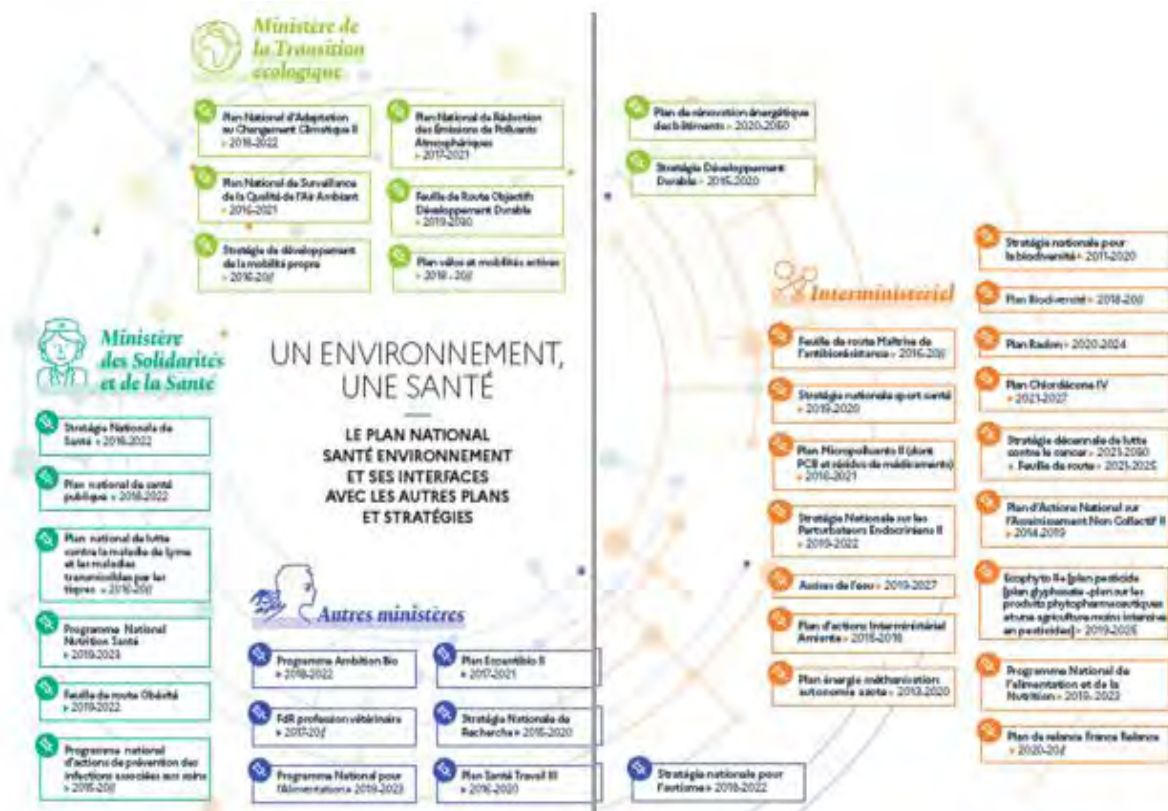 Ministère de
la Transition
écologique
Plan National d'Adaptation
au Changement Climatique II
2018-2022
Plan National de Surveillance
de la Qualité de l'Air Ambiant
2016-2021
Stratégie de développement
de la mobilité propre
Plan National de Réduction
des Émissions de Polluants
Atmosphériques
2017-2021
Feuille de Route Objectifs
Développement Durable
2019-2030
Plan vélos et mobilités actives
Plan de rénovation énergétique
des bâtiments
Stratégie Développement
Durable 2015-2020
Ministère
des Solidarités
et de la Santé
Stratégie Nationale de
Santé 2018-2022
Plan national de santé
publique 2018-2022
Plan national de lutte
contre la maladie de Lyme
et les maladies
transmissibles par les
tiques
Programme National
Nutrition Santé
2019-2023
Feuille de route Obésité
2019-2022
Programme national
d'actions de prévention des
infections associées aux soins
UN ENVIRONNEMENT,
UNE SANTÉ
LE PLAN NATIONAL
SANTÉ ENVIRONNEMENT
ET SES INTERFACES
AVEC LES AUTRES PLANS
ET STRATÉGIES
Autres ministères
Programme Ambition Bio
2018-2022
FdR profession vétérinaire
Programme National pour
l'Alimentation 2019-2023
Plan Ecoantibio II
2017-2021
Stratégie Nationale de
Recherche 2015-2020
Plan Santé Travail III
2016-2020
Stratégie nationale pour
l'autisme 2018-2022
Interministériel
Feuille de route Maîtrise de
l'antibiorésistance
Stratégie nationale sport santé
Plan Micropolluants II (dont
PCB et résidus de médicaments)
2016-2021
Stratégie Nationale sur les
Perturbateurs Endocriniens II
2019-2022
Assises de l'eau
Plan d'actions Interministériel
Amiante
Plan énergie méthanisation
autonomie azote 2013-2020
Stratégie nationale pour
la biodiversité 2011-2020
Plan Biodiversité
Plan Radon 2020-2024
Plan Chlordécone IV
2021-2027
Stratégie décennale de lutte
contre le cancer 2021-2030
Feuille de route 2021-2025
Plan d'Actions National sur
l'Assainissement Non Collectif II
2014-2019
Ecophyto II+ (plan pesticide
(plan glyphosate -plan sur les
produits phytopharmaceutiques
et une agriculture moins intensive
en pesticides) 2019-2025
Programme National de
l'alimentation et de la
Nutrition 2019-2023
Plan de relance France Relance